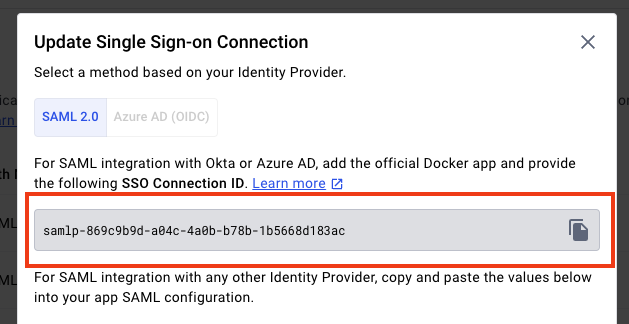 Update Single Sign-on Connection
Select a method based on your Identity Provider.
SAML 2.0 Azure AD (OIDC)
For SAML integration with Okta or Azure AD, add the official Docker app and provide
the following SSO Connection ID. Learn more
samlp-869c9b9d-a04c-4a0b-b78b-1b5668d183ac
For SAML integration with any other Identity Provider, copy and paste the values below
into your app SAML configuration.